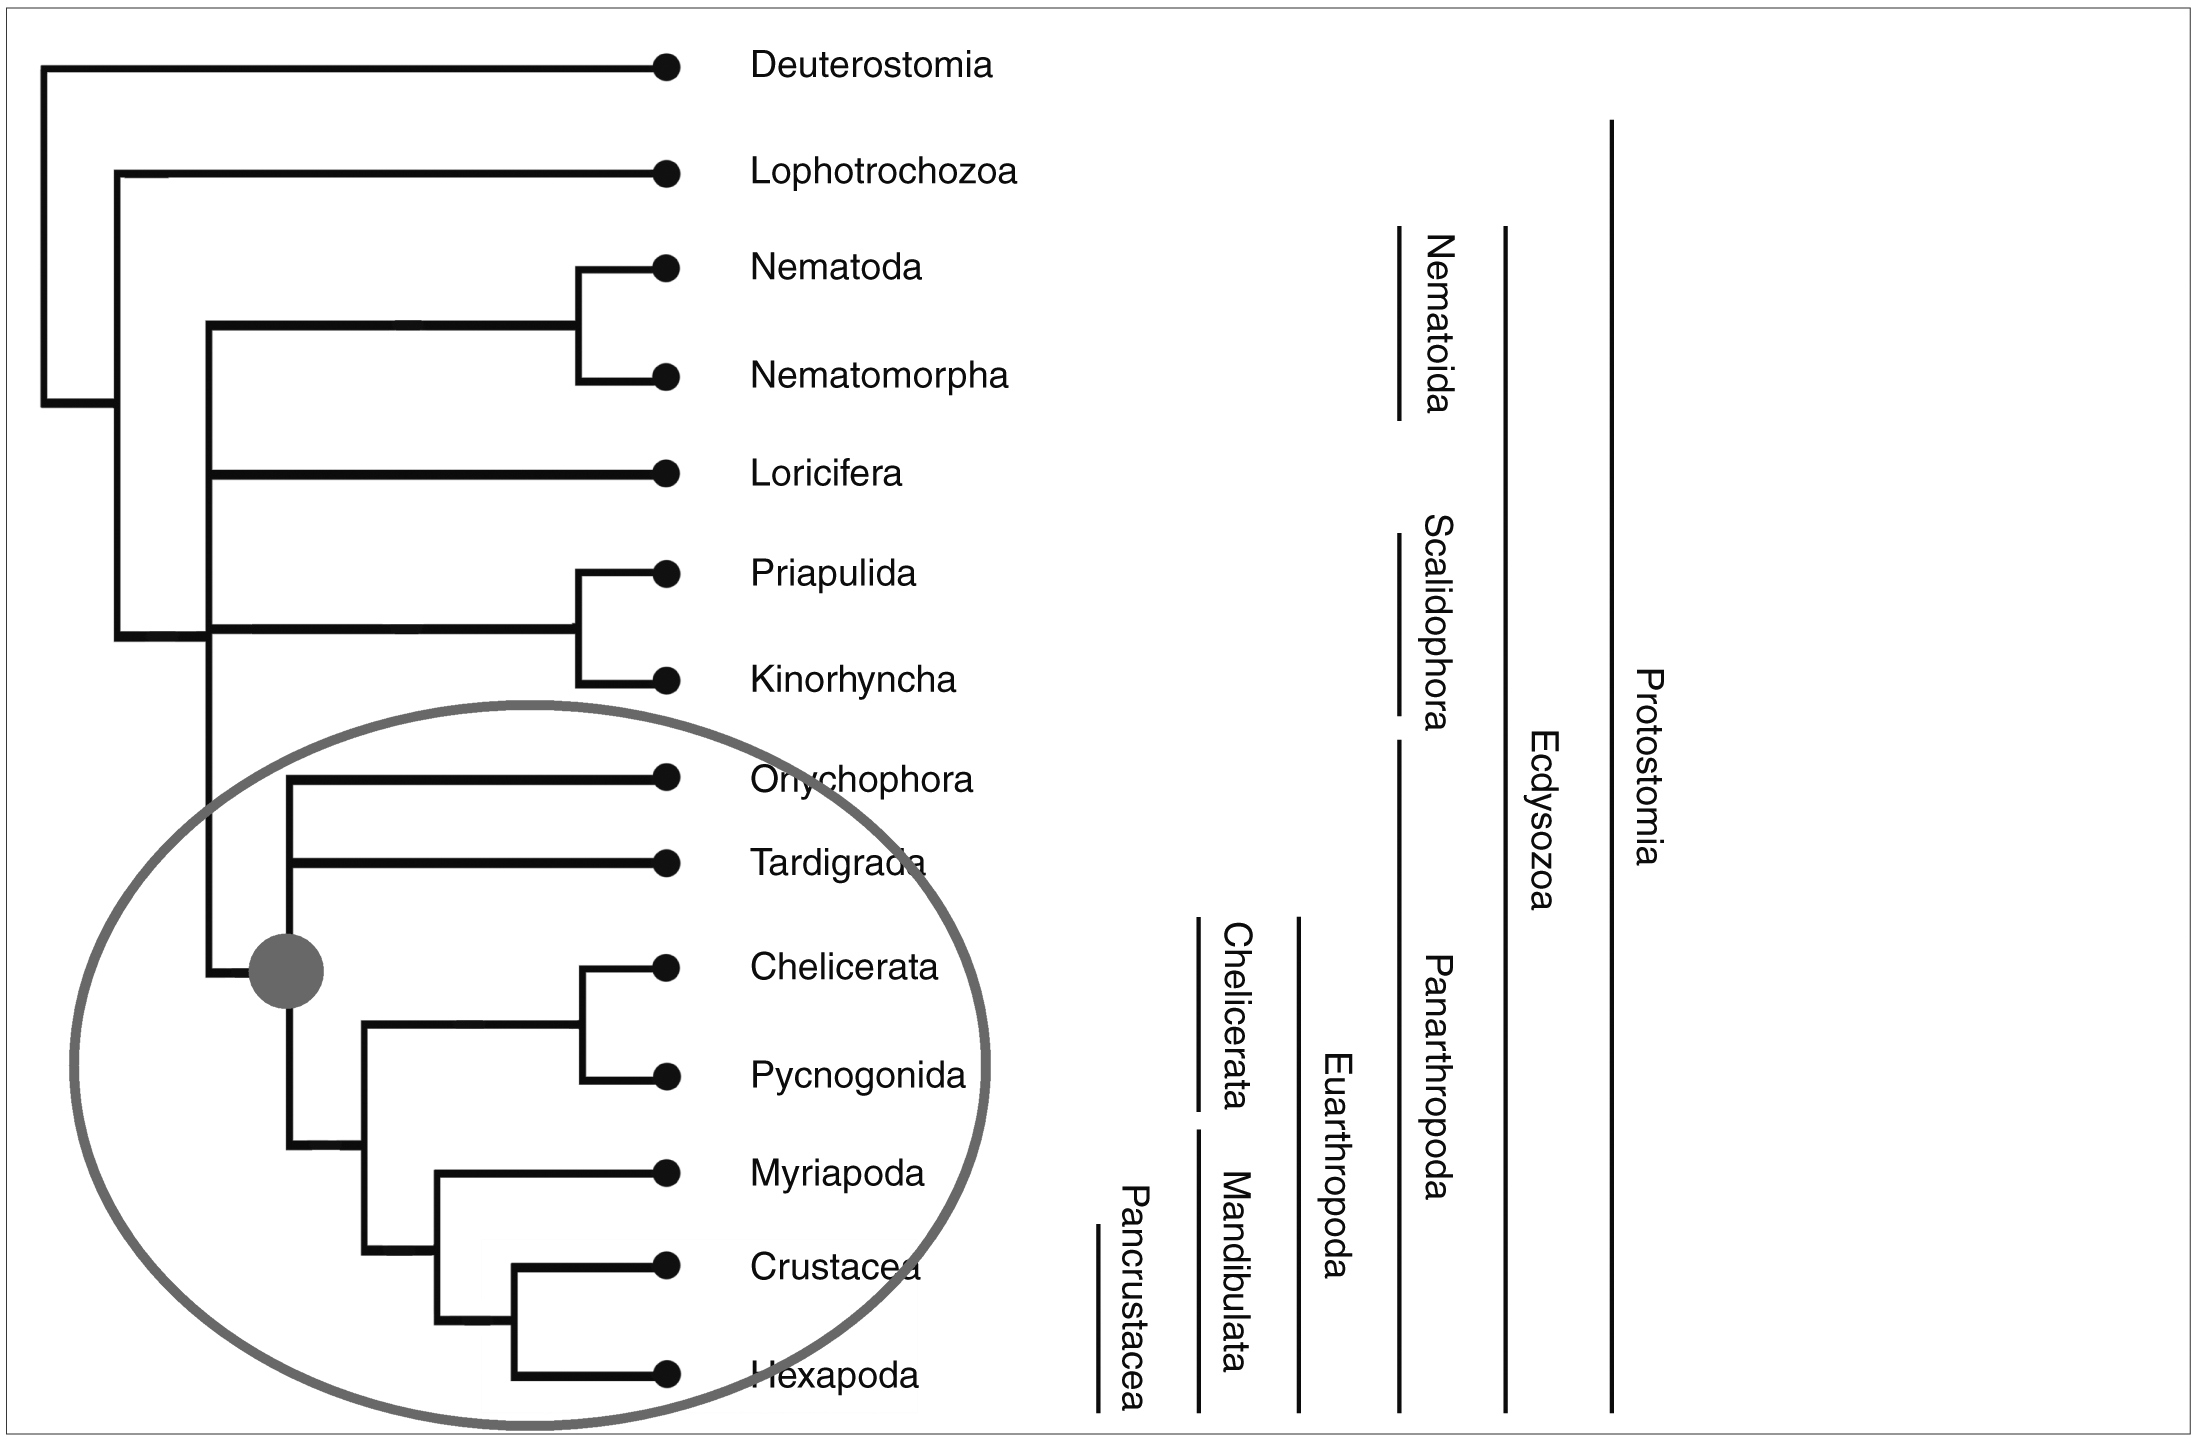 Deuterostomia
Lophotrochozoa
Nematoda
Nematomorpha
Loricifera
Priapulida
Kinorhyncha
Onychophora
Tardigrada
Chelicerata
Pycnogonida
Myriapoda
Crustacea
Hexapoda
Pancrustacea
Chelicerata
Mandibulata
Euarthropoda
Nematoida
Scalidophora
Panarthropoda
Ecdysozoa
Protostomia